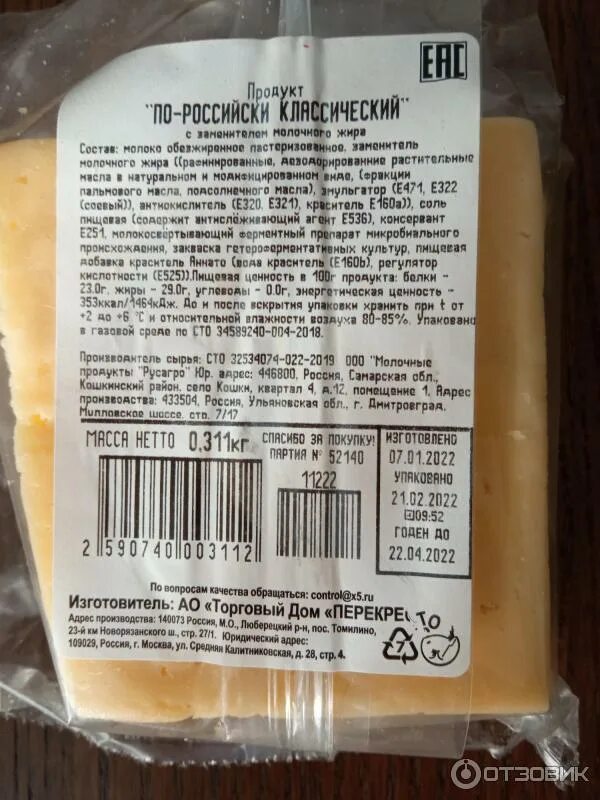 ЕАС
Продукт
"ПО-РОССИЙСКИ КЛАССИЧЕСКИЙ"
с заменителем молочного жира
Состав: молоко обезжиренное пастеризованное, заменитель
молочного жира ((рафинированные, дезодорированные растительные
масла в натуральном и модифицированном виде, (фракции
пальмового масла, подсолнечного масла), эмульгатор (Е471, Е322
(соевый)), антиокислитель (Е320, Е321), краситель Е160а)), соль
пищевая (содержит антислёживающий агент Е536), консервант
Е251, молокосвёртывающий ферментный препарат микробиального
происхождения, закваска гетероферментативных культур, пищевая
добавка краситель Аннато (вода краситель (Е160b), регулятор
кислотности (Е525)).Пищевая ценность в 100г продукта: белки -
23.0г, жиры - 29.0г, углеводы - 0.0г, энергетическая ценность -
353ккал/1464кДж. До и после вскрытия упаковки хранить при t от
+2 до +6 °С и относительной влажности воздуха 80-85%. Упаковано
в газовой среде по СТО 34589240-004-2018.
Производитель сырья: СТО 32534074-022-2019 ООО "Молочные
продукты "Русагро" Юр. адрес: 446800, Россия, Самарская обл.,
Кошкинский район, село Кошки, квартал 4, д.12, помещение 1, Адрес
производства: 433504, Россия, Ульяновская обл., г. Дмитровград,
Мулловское шоссе, стр. 7/17
МАССА НЕТТО 0.311кг
СПАСИБО ЗА ПОКУПКУ!
ПАРТИЯ № 52140
11222
ИЗГОТОВЛЕНО
07.01.2022
УПАКОВАНО
21.02.2022
09:52
ГОДЕН ДО
22.04.2022
2 590740 003112
По вопросам качества обращаться: control@x5.ru
Изготовитель: АО «Торговый Дом «ПЕРЕКРЕ
Адрес производства: 140073 Россия, М.О., Люберецкий р-н, пос. Томилино,
23-й км Новорязанского ш., стр. 27/1. Юридический адрес:
109029, Россия, г. Москва, ул. Средняя Калитниковская, д. 28, стр. 4.
7
ОТЗОВИК